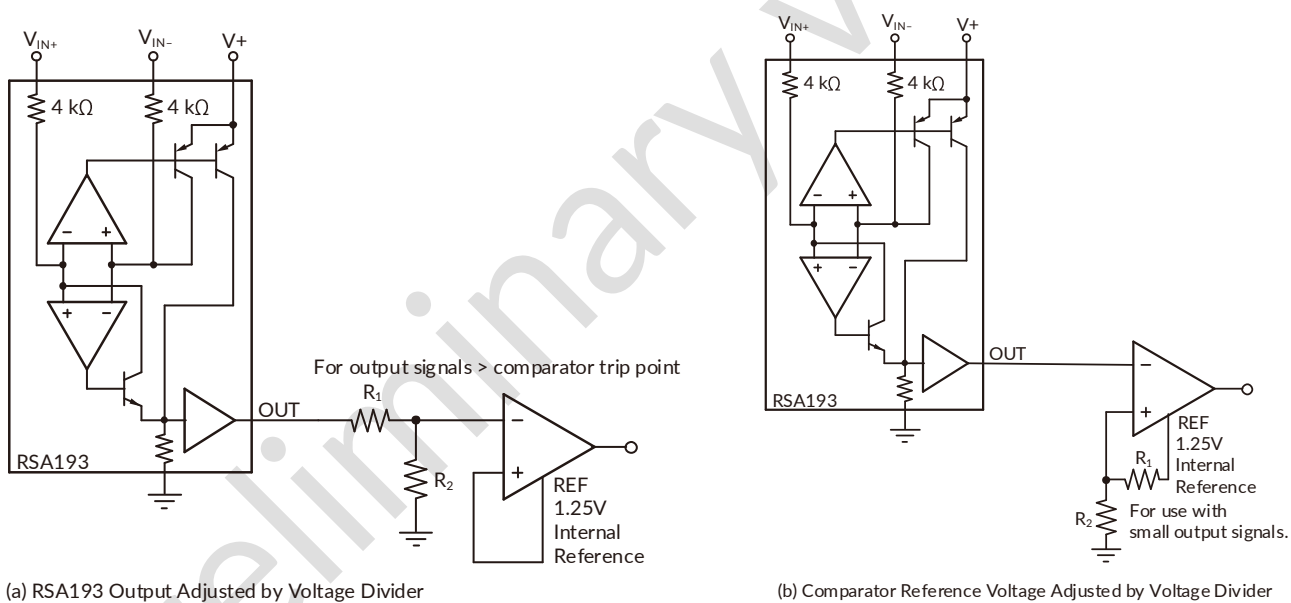 V_IN+
V_IN-
V+
4 kΩ
4 kΩ
-
+
+
-
RSA193
OUT
For output signals > comparator trip point
R1
R2
-
+
REF
1.25V
Internal
Reference
(a) RSA193 Output Adjusted by Voltage Divider
V_IN+
V_IN-
V+
4 kΩ
4 kΩ
-
+
+
-
RSA193
OUT
-
+
REF
1.25V
Internal
Reference
R1
R2
For use with
small output signals.
(b) Comparator Reference Voltage Adjusted by Voltage Divider
eliminary v